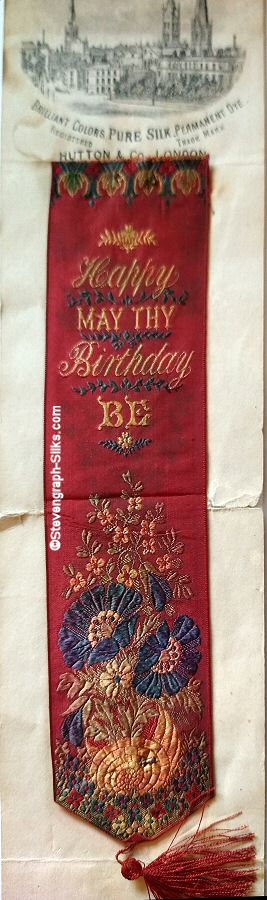 BRILLIANT COLORS, PURE SILK, PERMANENT DYE.
REGISTERED TRADE MARK
HUTTON & Co. LONDON
Happy
MAY THY
Birthday
BE
©Stevengraph-Silks.com